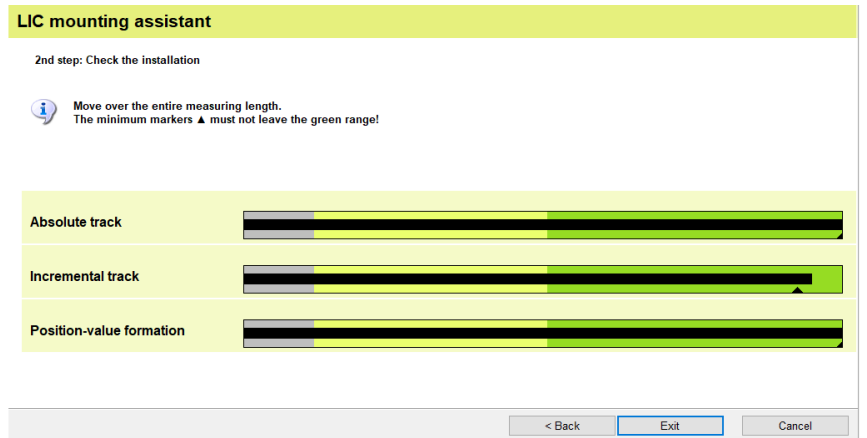 LIC mounting assistant
2nd step: Check the installation
Move over the entire measuring length.
The minimum markers ▲ must not leave the green range!
Absolute track
Incremental track
Position-value formation
< Back
Exit
Cancel